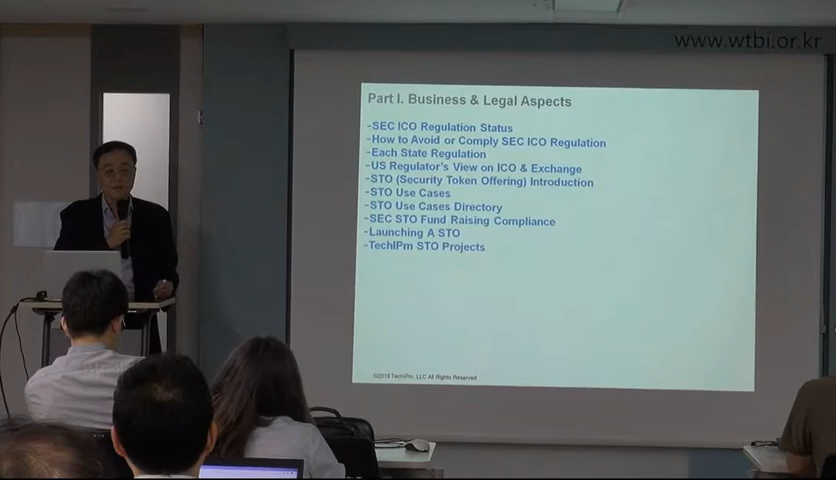 www.wtbi.or.kr
Part I. Business & Legal Aspects
-SEC ICO Regulation Status
-How to Avoid or Comply SEC ICO Regulation
-Each State Regulation
-US Regulator's View on ICO & Exchange
-STO (Security Token Offering) Introduction
-STO Use Cases
-STO Use Cases Directory
-SEC STO Fund Raising Compliance
-Launching A STO
-TechIPm STO Projects
©2019 TechIPm, LLC All Rights Reserved